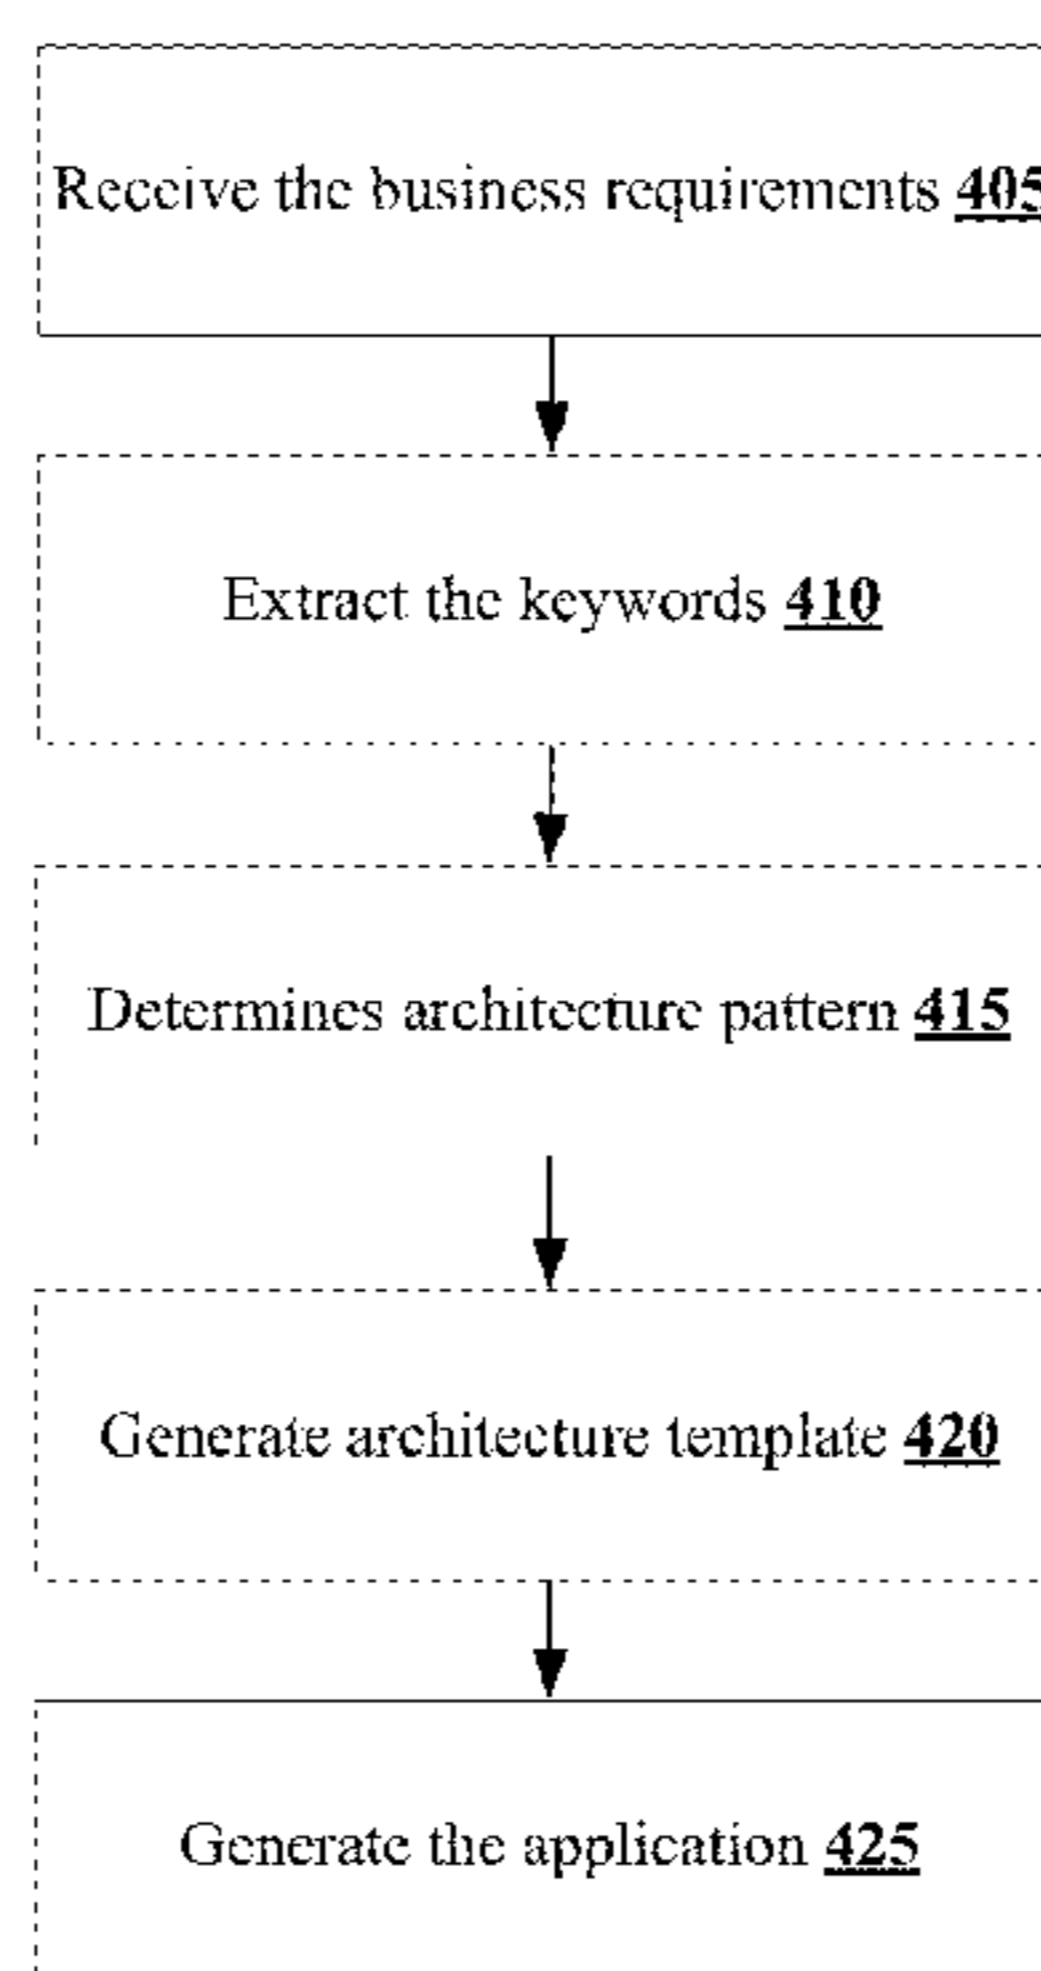 Receive the business requirements 405
Extract the keywords 410
Determines architecture pattern 415
Generate architecture template 420
Generate the application 425